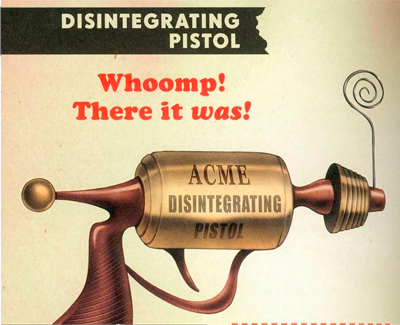 DISINTEGRATING
PISTOL
Whoomp!
There it was!
ACME
DISINTEGRATING
PISTOL